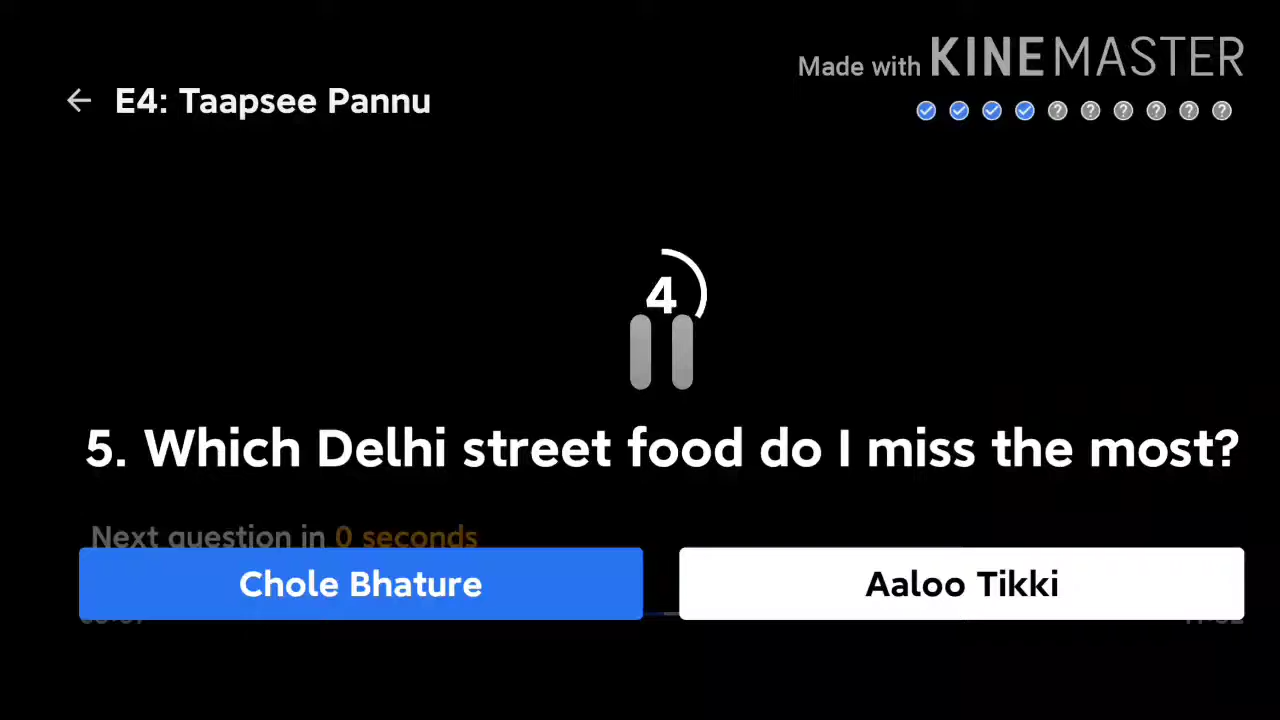 Made with KINEMASTER
← E4: Taapsee Pannu
4
5. Which Delhi street food do I miss the most?
Next question in 0 seconds
Chole Bhature
Aaloo Tikki